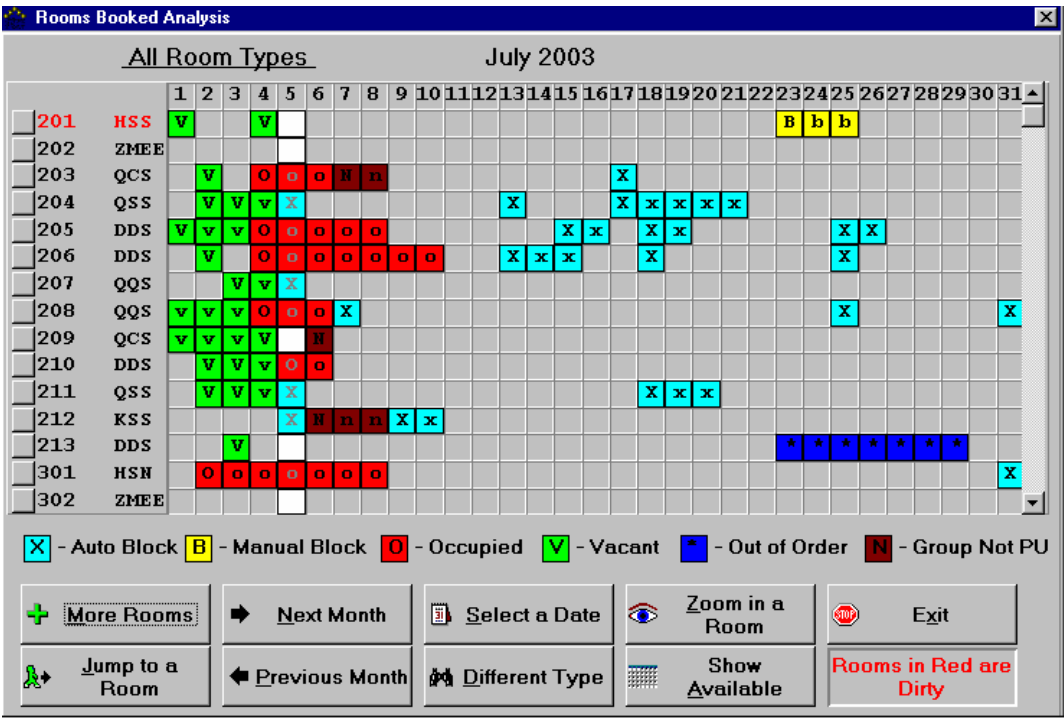 Rooms Booked Analysis
All Room Types July 2003
1 2 3 4 5 6 7 8 9 10 11 12 13 14 15 16 17 18 19 20 21 22 23 24 25 26 27 28 29 30 31
201 HSS V V B b b
202 ZMEE
203 QCS V O o o N n X
204 QSS V V v X X X x x x x
205 DDS V v v O o o o o X x X x X X
206 DDS V O o o o o o o X x x X X
207 QQS V v X
208 QQS v v v O o o X X X
209 QCS v v v V N
210 DDS V V v O o
211 QSS V V v X X x x
212 KSS X N n n X x
213 DDS V * * * * * * *
301 HSN O o o o o o o X
302 ZMEE
X - Auto Block B - Manual Block O - Occupied V - Vacant * - Out of Order N - Group Not PU
More Rooms Next Month 31 Select a Date Zoom in a Room STOP Exit
Jump to a Room Previous Month Different Type Show Available Rooms in Red are Dirty